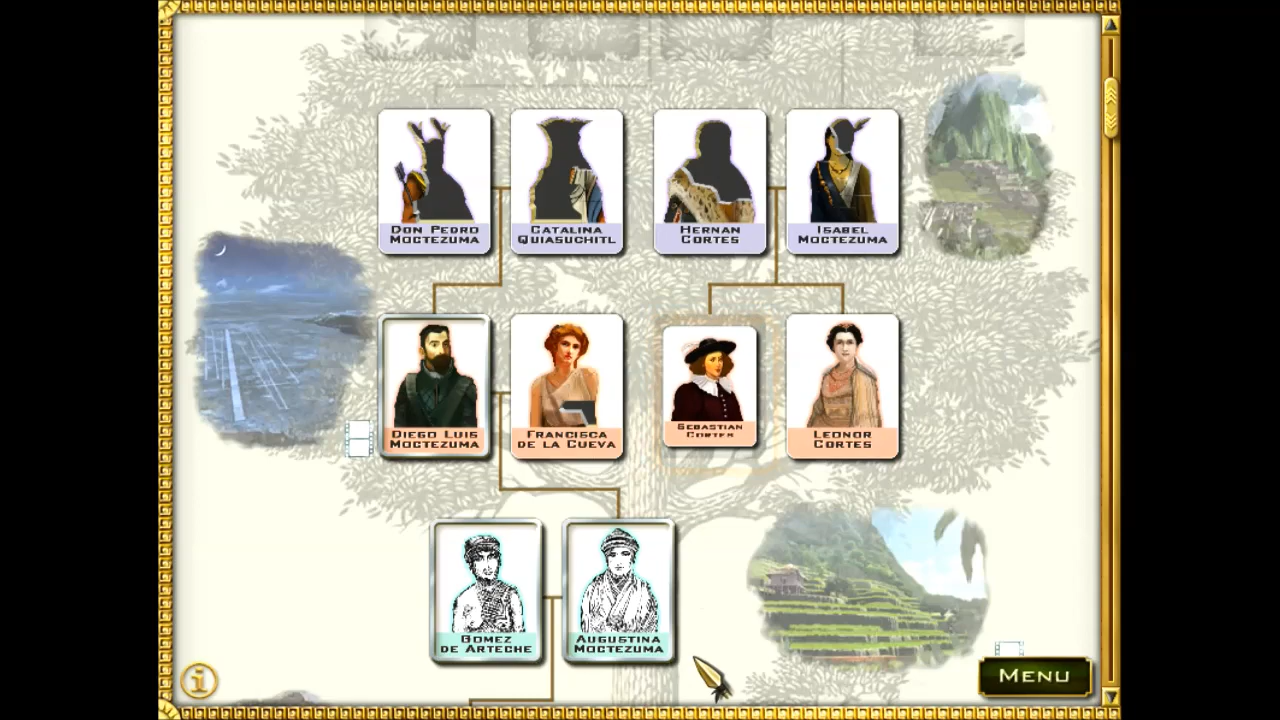 Don Pedro
Moctezuma
Catalina
Quiasuchitl
Hernan
Cortes
Isabel
Moctezuma
Diego Luis
Moctezuma
Francisca
de la Cueva
Sebastian
Cortes
Leonor
Cortes
Gomez
de Arteche
Augustina
Moctezuma
i
Menu